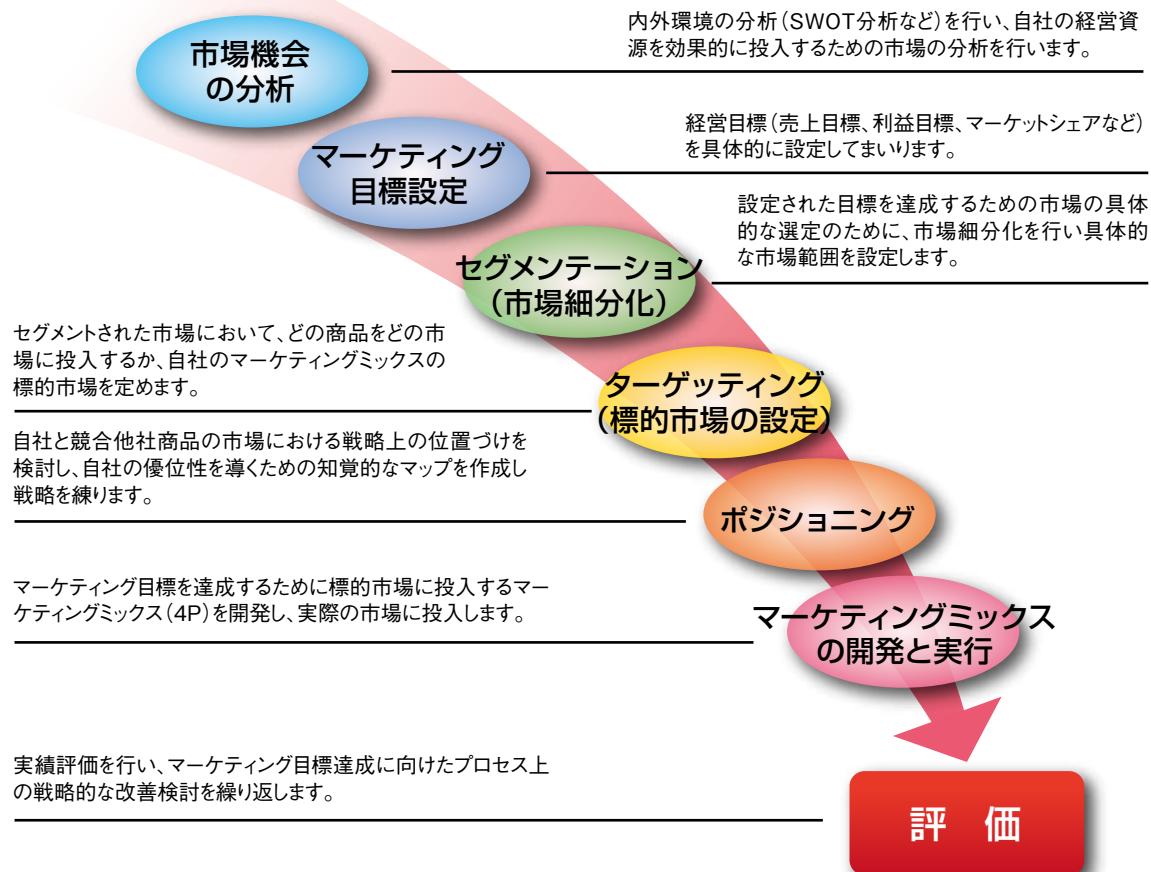 市場機会
の分析
内外環境の分析（SWOT分析など）を行い、自社の経営資
源を効果的に投入するための市場の分析を行います。
マーケティング
目標設定
経営目標（売上目標、利益目標、マーケットシェアなど）
を具体的に設定してまいります。
セグメンテーション
（市場細分化）
設定された目標を達成するための市場の具体
的な選定のために、市場細分化を行い具体的
な市場範囲を設定します。
セグメントされた市場において、どの商品をどの市
場に投入するか、自社のマーケティングミックスの
標的市場を定めます。
ターゲッティング
（標的市場の設定）
自社と競合他社商品の市場における戦略上の位置づけを
検討し、自社の優位性を導くための知覚的なマップを作成し
戦略を練ります。
ポジショニング
マーケティング目標を達成するために標的市場に投入するマー
ケティングミックス（4P）を開発し、実際の市場に投入します。
マーケティングミックス
の開発と実行
実績評価を行い、マーケティング目標達成に向けたプロセス上
の戦略的な改善検討を繰り返します。
評　価